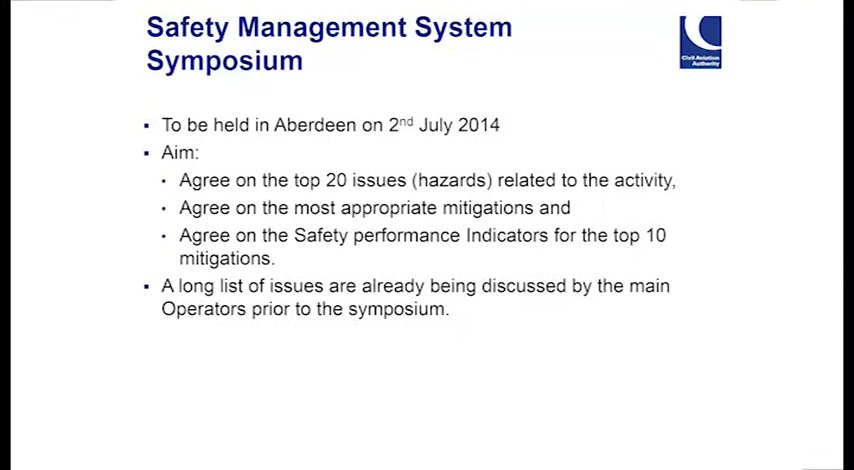 Safety Management System
Symposium
Civil Aviation
Authority
▪ To be held in Aberdeen on 2nd July 2014
▪ Aim:
• Agree on the top 20 issues (hazards) related to the activity,
• Agree on the most appropriate mitigations and
• Agree on the Safety performance Indicators for the top 10
mitigations.
▪ A long list of issues are already being discussed by the main
Operators prior to the symposium.